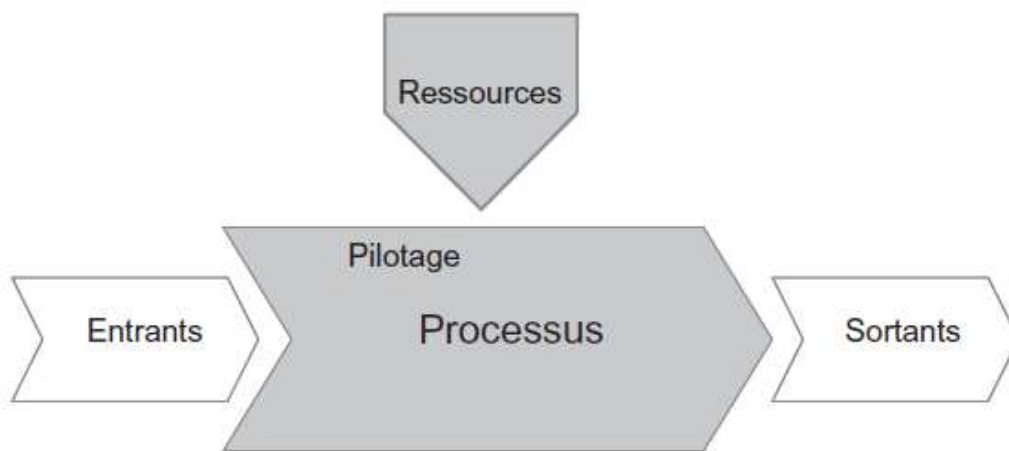 Ressources
Pilotage
Entrants
Processus
Sortants